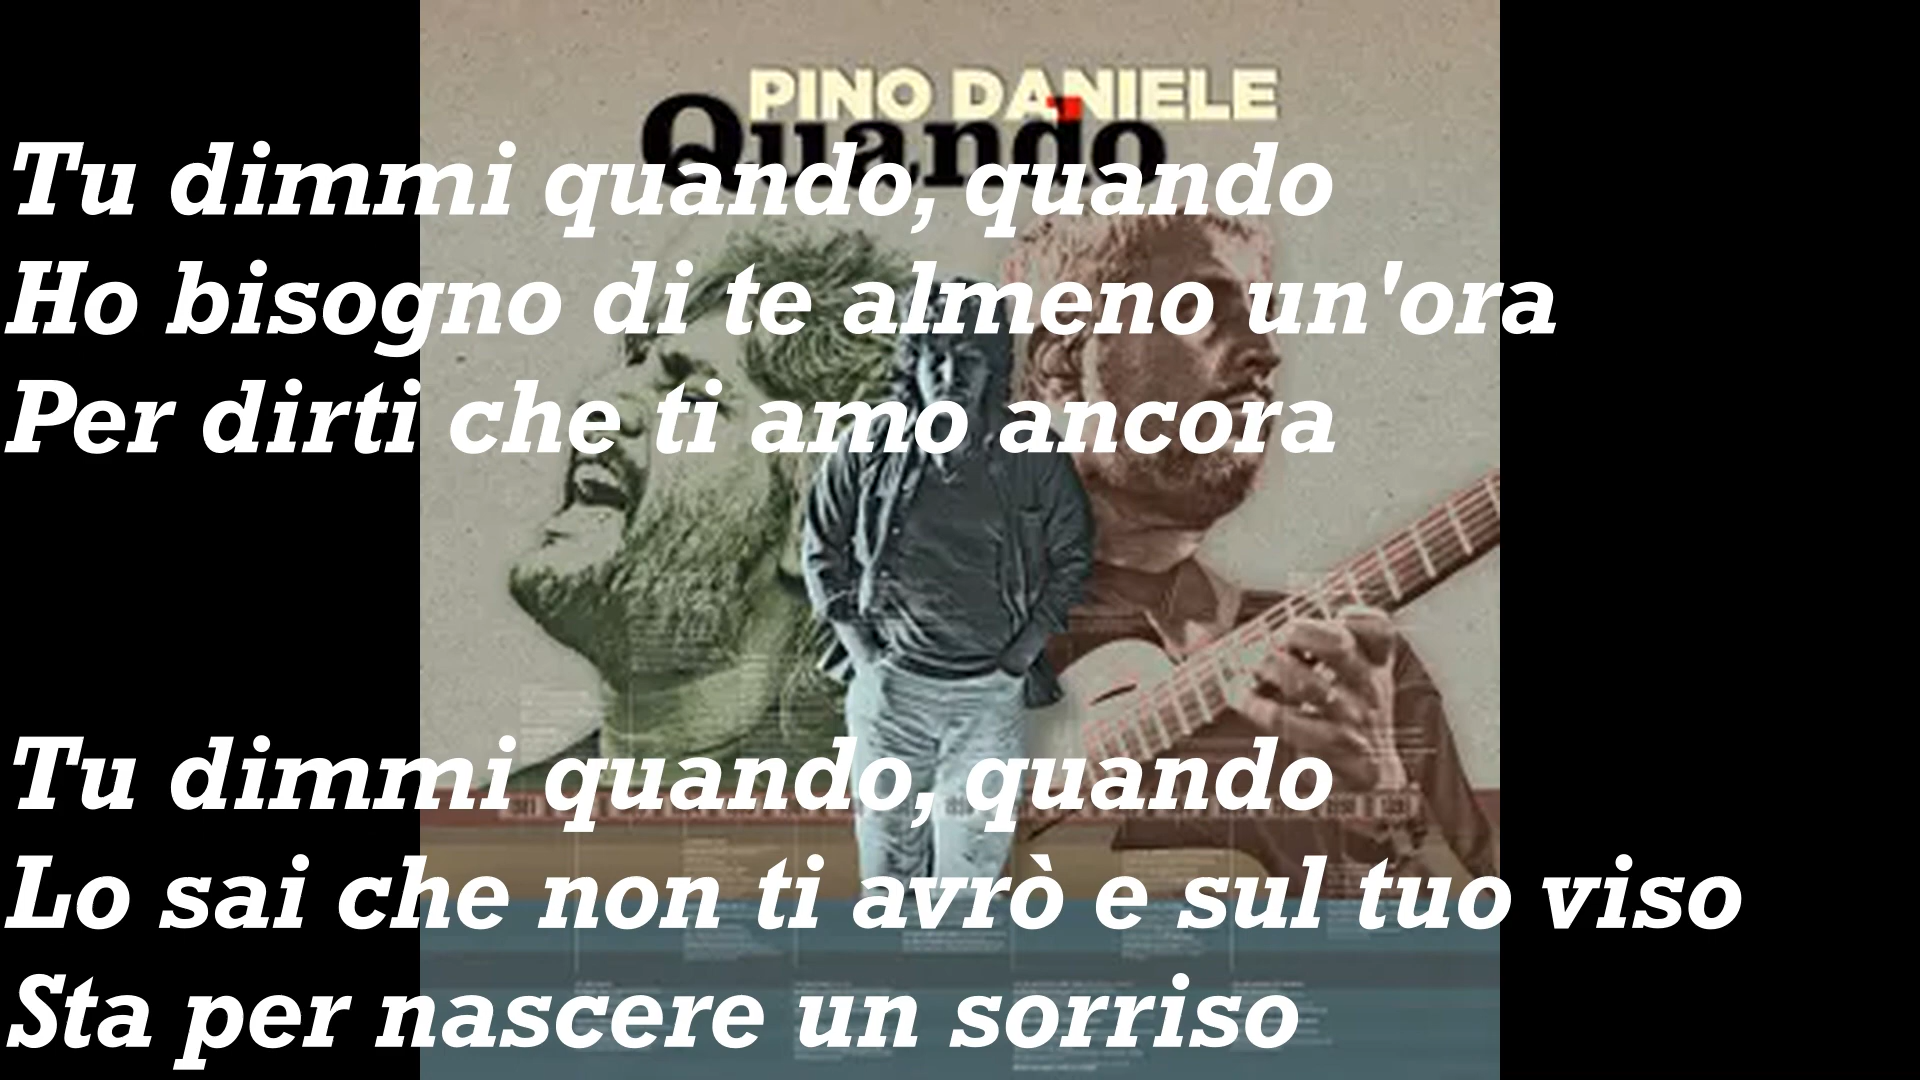 PINO DANIELE
Quando
Tu dimmi quando, quando
Ho bisogno di te almeno un'ora
Per dirti che ti amo ancora
Tu dimmi quando, quando
Lo sai che non ti avrò e sul tuo viso
Sta per nascere un sorriso